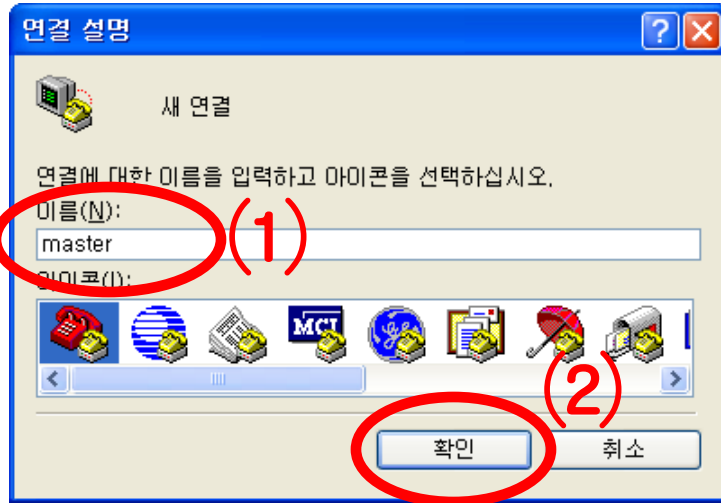 연결 설명
새 연결
연결에 대한 이름을 입력하고 아이콘을 선택하십시오.
이름(N):
master
(1)
아이콘(I):
MCI
(2)
확인
취소